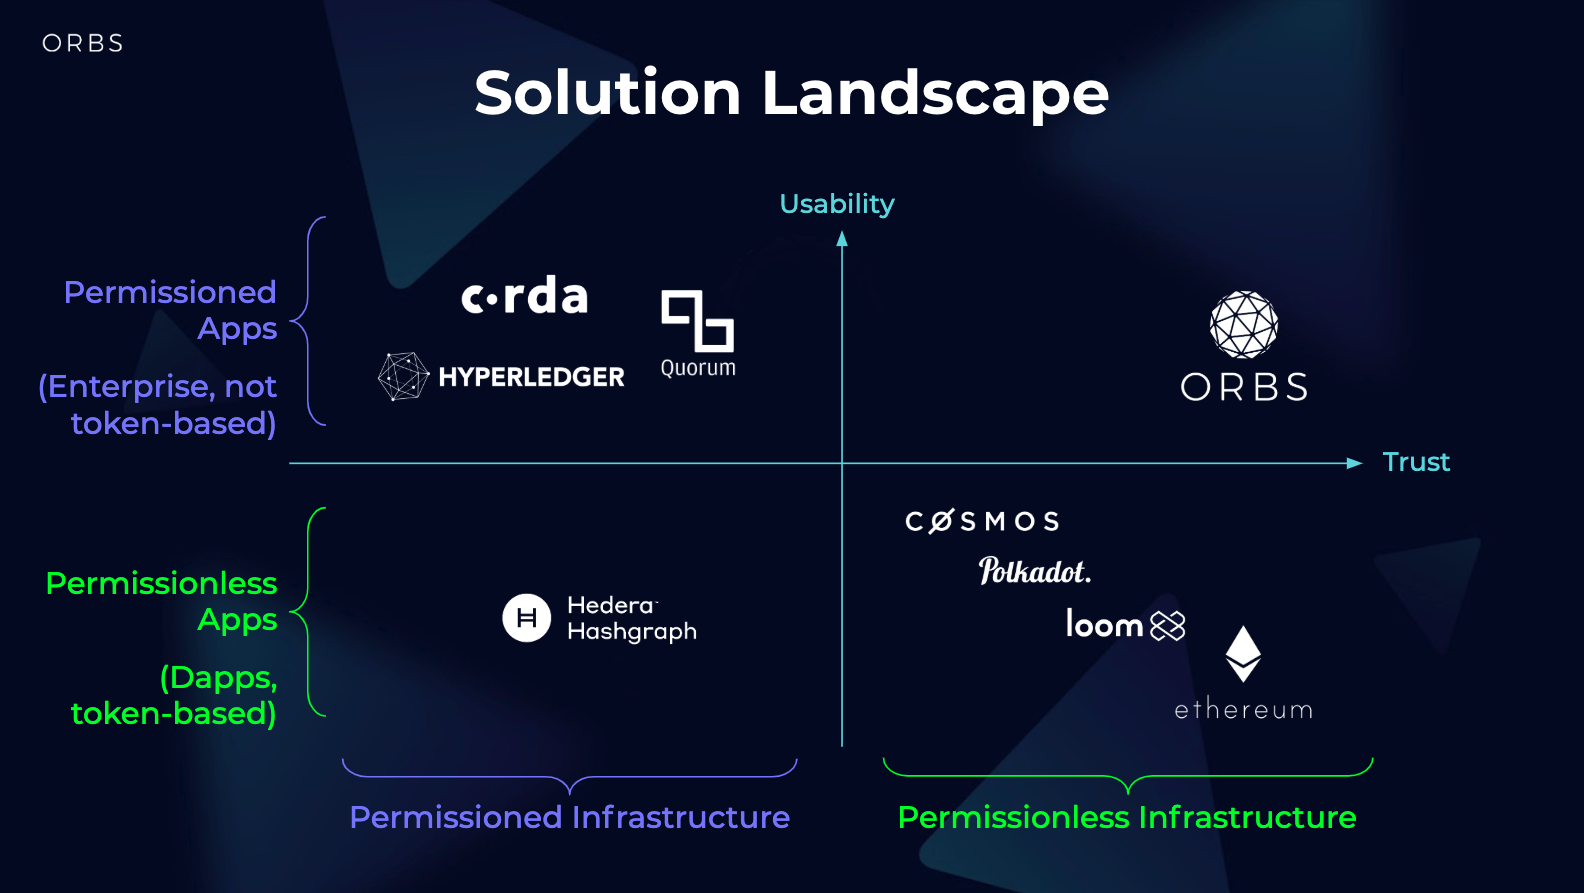 ORBS
Solution Landscape
Usability
Permissioned
Apps
(Enterprise, not
token-based)
c·rda
HYPERLEDGER
Quorum
ORBS
Trust
Permissionless
Apps
(Dapps,
token-based)
Hedera™
Hashgraph
CØSMOS
Polkadot.
loom
ethereum
Permissioned Infrastructure
Permissionless Infrastructure